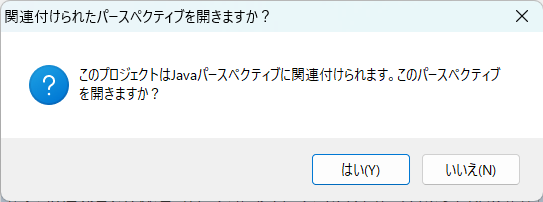 関連付けられたパースペクティブを開きますか？
このプロジェクトはJavaパースペクティブに関連付けられます。このパースペクティブ
を開きますか？
はい(Y)
いいえ(N)